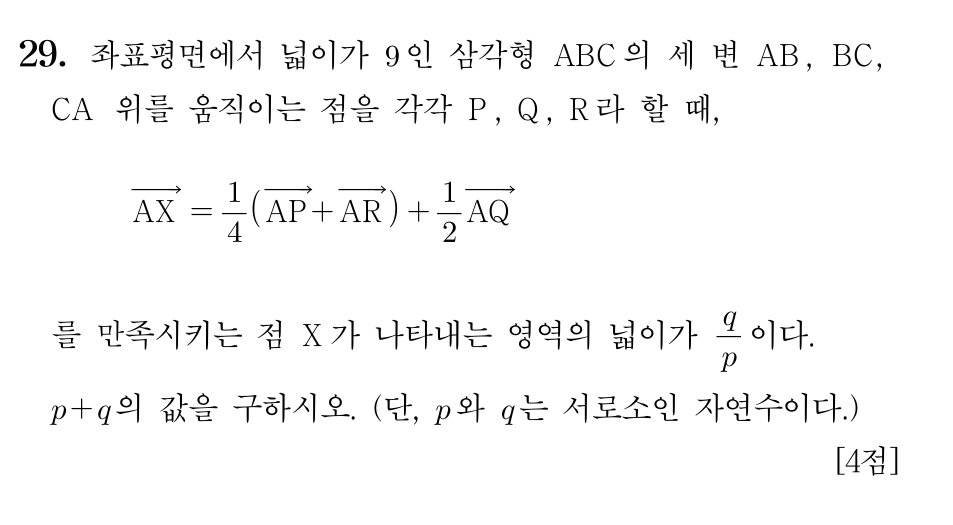 29. 좌표평면에서 넓이가 9인 삼각형 ABC의 세 변 AB, BC,
CA 위를 움직이는 점을 각각 P, Q, R라 할 때,
$\overrightarrow{AX} = \frac{1}{4}(\overrightarrow{AP}+\overrightarrow{AR})+\frac{1}{2}\overrightarrow{AQ}$
를 만족시키는 점 X가 나타내는 영역의 넓이가 $\frac{q}{p}$이다.
p+q의 값을 구하시오. (단, p와 q는 서로소인 자연수이다.)
[4점]